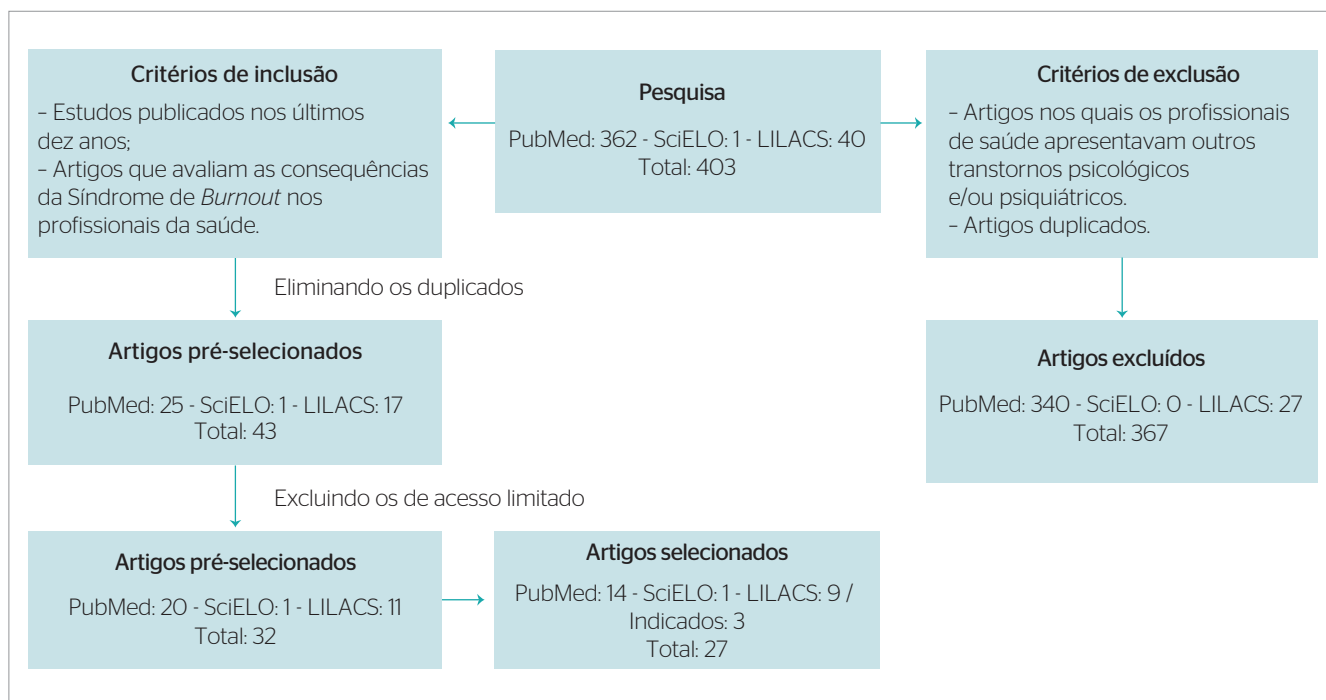 Critérios de inclusão
– Estudos publicados nos últimos
dez anos;
– Artigos que avaliam as consequências
da Síndrome de Burnout nos
profissionais da saúde.
Pesquisa
PubMed: 362 - SciELO: 1 - LILACS: 40
Total: 403
Critérios de exclusão
– Artigos nos quais os profissionais
de saúde apresentavam outros
transtornos psicológicos
e/ou psiquiátricos.
– Artigos duplicados.
Eliminando os duplicados
Artigos pré-selecionados
PubMed: 25 - SciELO: 1 - LILACS: 17
Total: 43
Artigos excluídos
PubMed: 340 - SciELO: 0 - LILACS: 27
Total: 367
Excluindo os de acesso limitado
Artigos pré-selecionados
PubMed: 20 - SciELO: 1 - LILACS: 11
Total: 32
Artigos selecionados
PubMed: 14 - SciELO: 1 - LILACS: 9 /
Indicados: 3
Total: 27